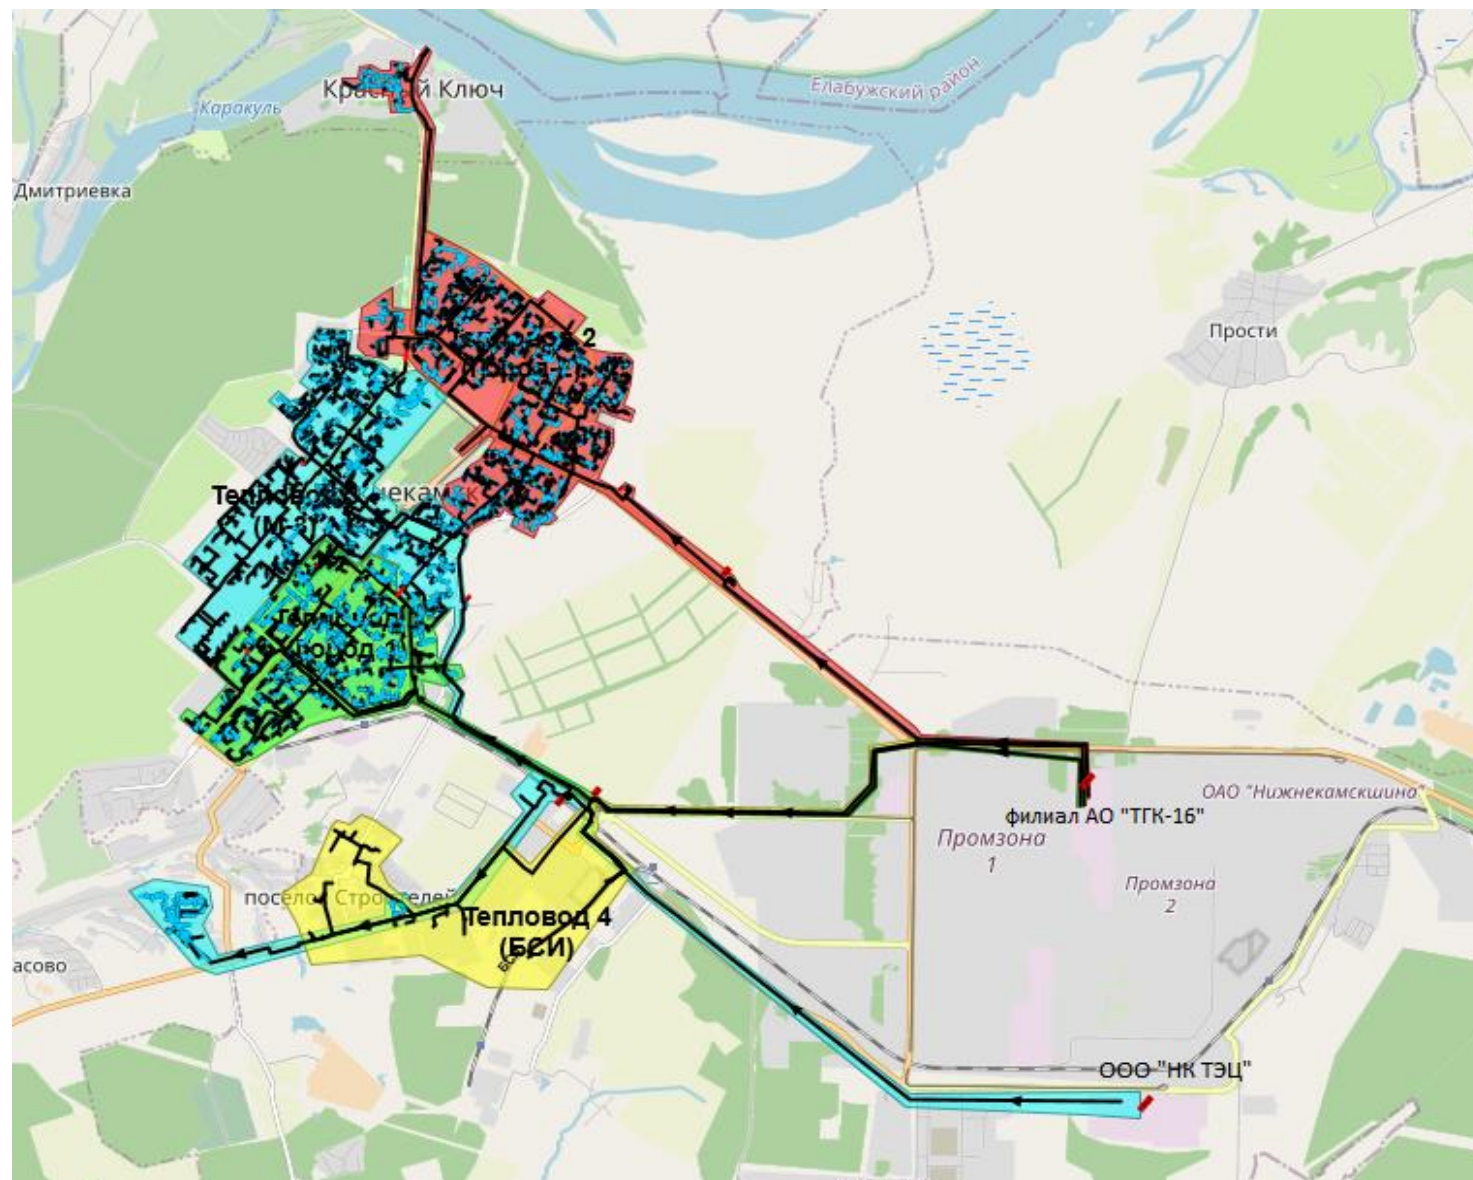 Красный Ключ
Елабужский район
Каракуль
Дмитриевка
Прости
2
(М-3)
филиал АО "ТГК-16"
ОАО "Нижнекамскшина"
Промзона
1
Промзона
2
Тепловод 4
(БСИ)
асово
ООО "НК ТЭЦ"